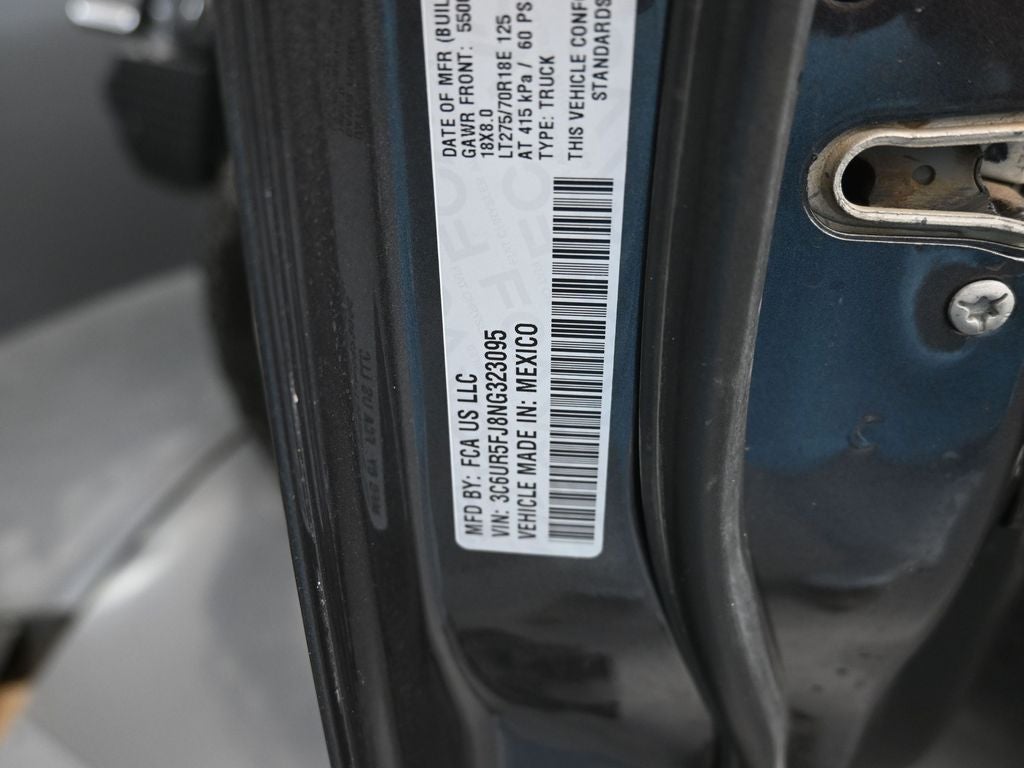 MFD BY: FCA US LLC
VIN: 3C6UR5FJ8NG323095
VEHICLE MADE IN: MEXICO
DATE OF MFR (BUIL
GAWR FRONT: 550
18X8.0
LT275/70R18E 125
AT 415 kPa / 60 PS
TYPE: TRUCK
THIS VEHICLE CONF
STANDARDS